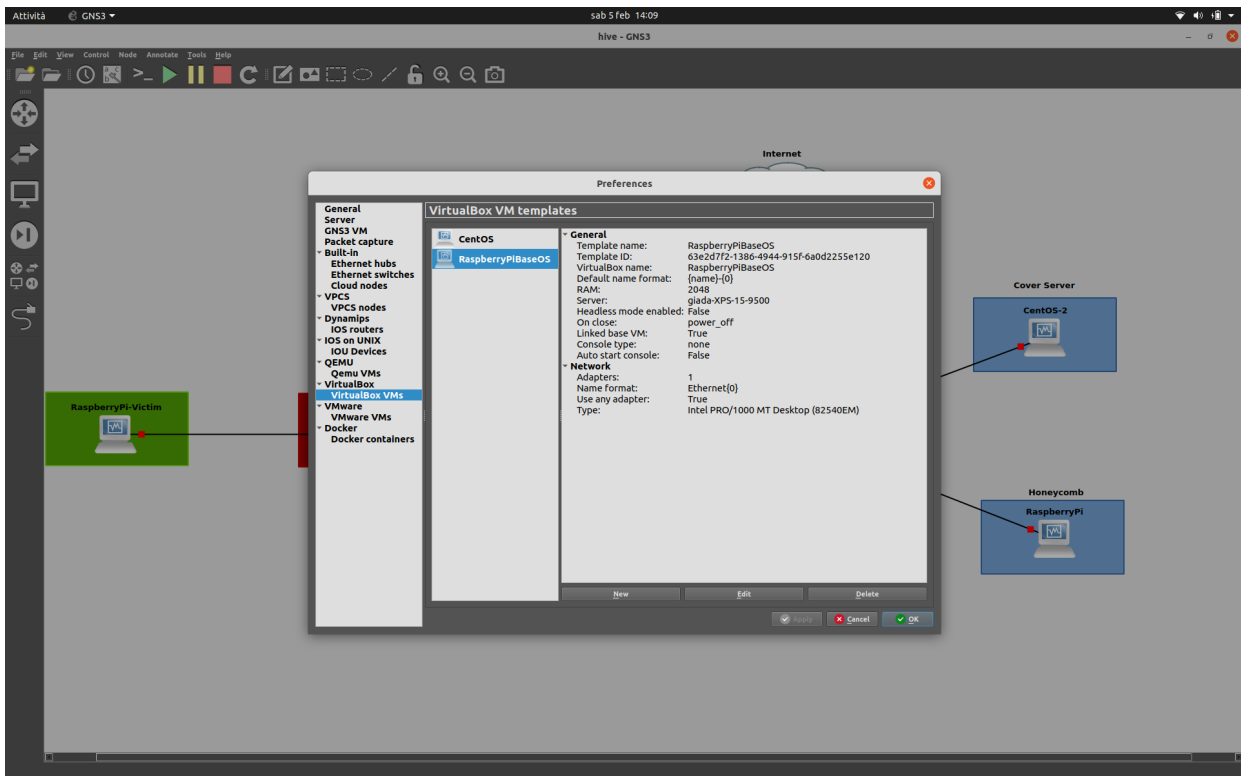 Attività GNS3 sab 5 feb 14:09
hive - GNS3
File Edit View Control Node Annotate Tools Help
Internet
Preferences
General
Server
GNS3 VM
Packet capture
Built-in
Ethernet hubs
Ethernet switches
Cloud nodes
VPCS
VPCS nodes
Dynamips
IOS routers
IOS on UNIX
IOU Devices
QEMU
Qemu VMs
VirtualBox
VirtualBox VMs
VMware
VMware VMs
Docker
Docker containers
VirtualBox VM templates
CentOS
RaspberryPiBaseOS
General
Template name: RaspberryPiBaseOS
Template ID: 63e2d7f2-1386-4944-915f-6a0d2255e120
VirtualBox name: RaspberryPiBaseOS
Default name format: {name}-{0}
RAM: 2048
Server: giada-XPS-15-9500
Headless mode enabled: False
On close: power_off
Linked base VM: True
Console type: none
Auto start console: False
Network
Adapters: 1
Name format: Ethernet{0}
Use any adapter: True
Type: Intel PRO/1000 MT Desktop (82540EM)
New Edit Delete
Apply Cancel OK
RaspberryPi-Victim
Cover Server
CentOS-2
Honeycomb
RaspberryPi